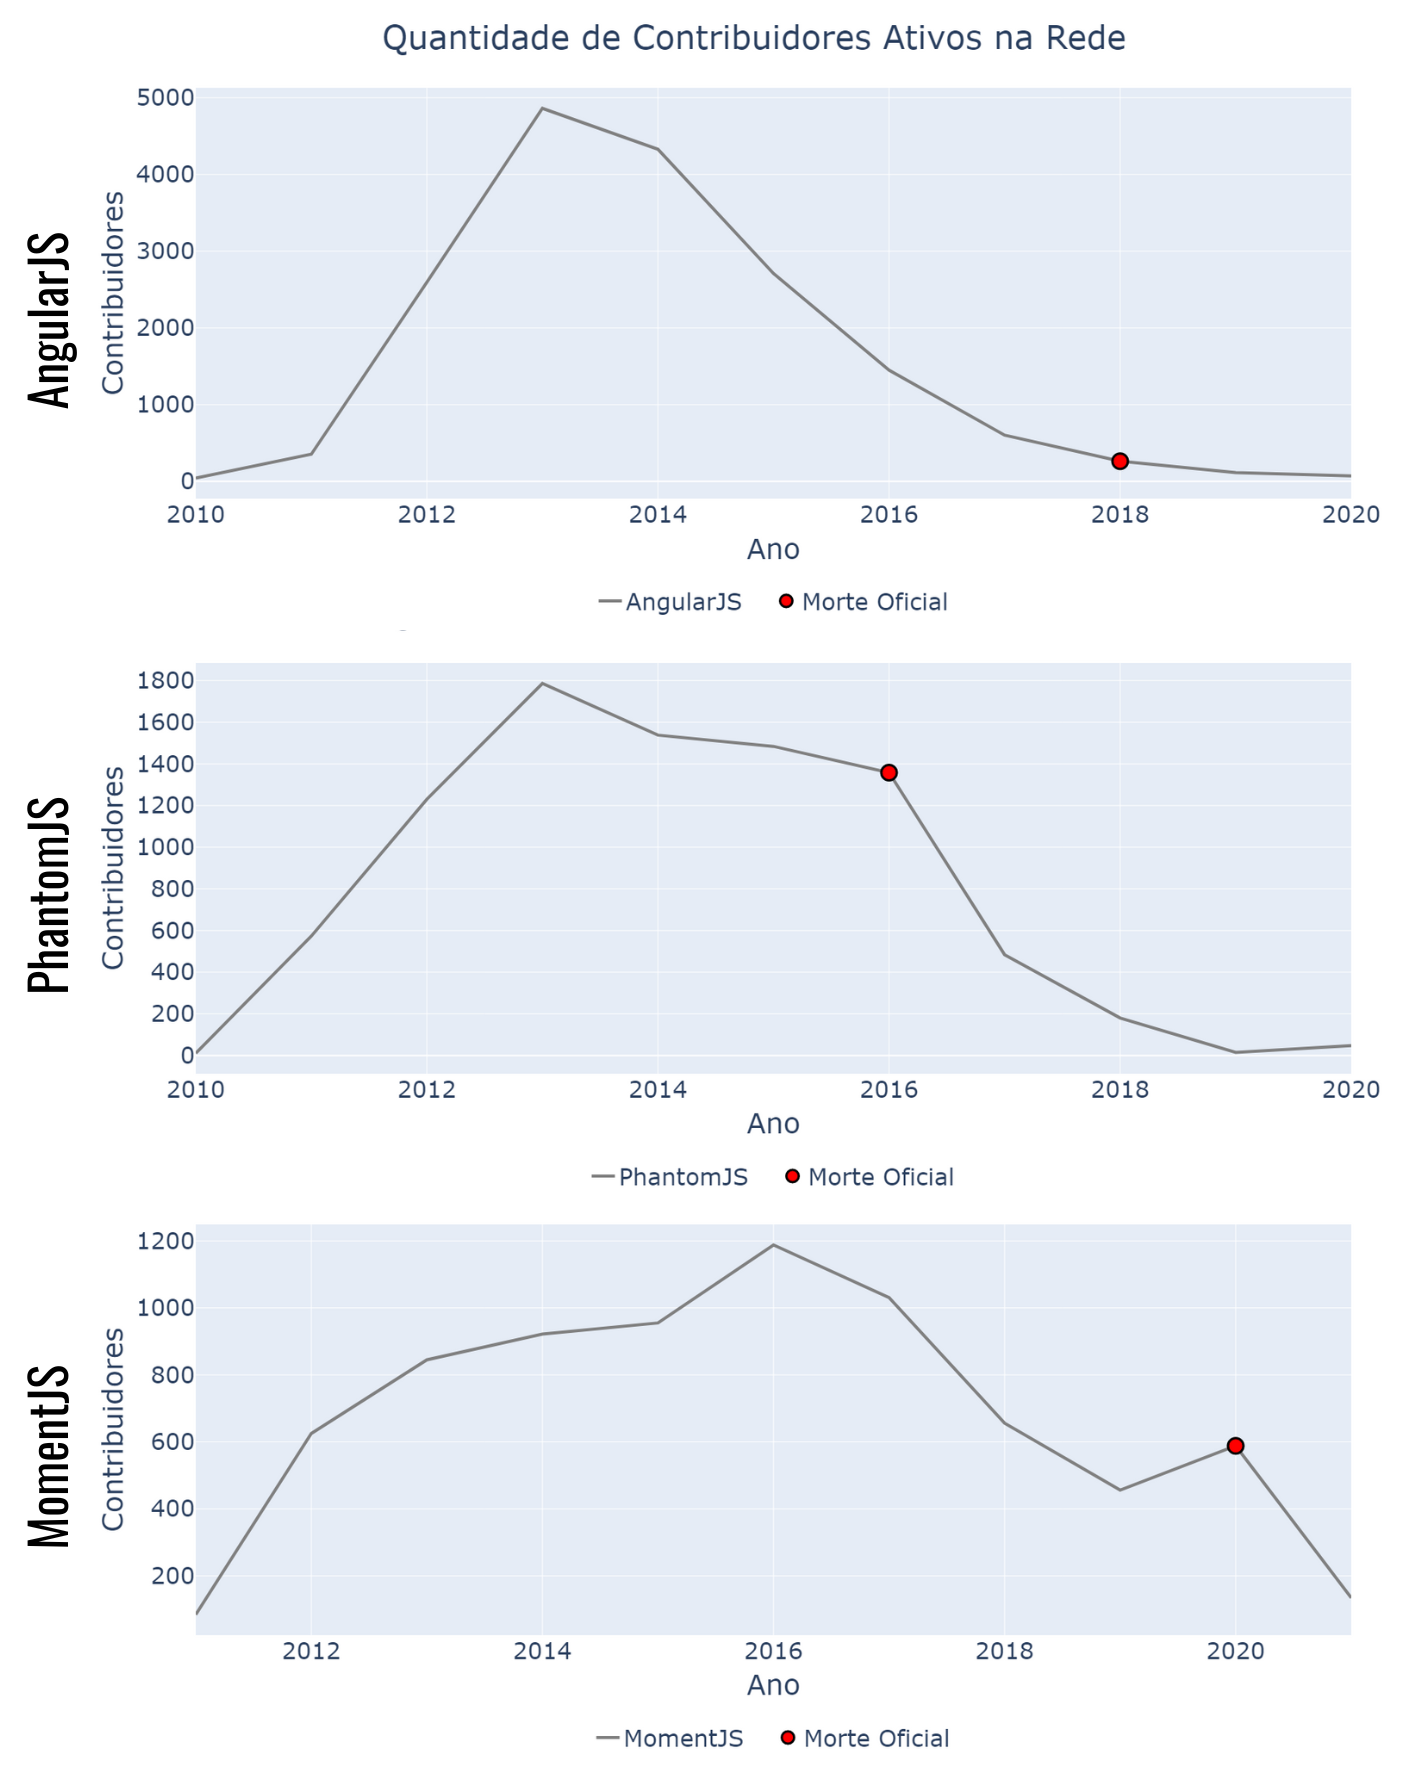 Quantidade de Contribuidores Ativos na Rede
AngularJS
Contribuidores
5000
4000
3000
2000
1000
0
2010 2012 2014 2016 2018 2020
Ano
AngularJS Morte Oficial
PhantomJS
Contribuidores
1800
1600
1400
1200
1000
800
600
400
200
0
2010 2012 2014 2016 2018 2020
Ano
PhantomJS Morte Oficial
MomentJS
Contribuidores
1200
1000
800
600
400
200
2012 2014 2016 2018 2020
Ano
MomentJS Morte Oficial